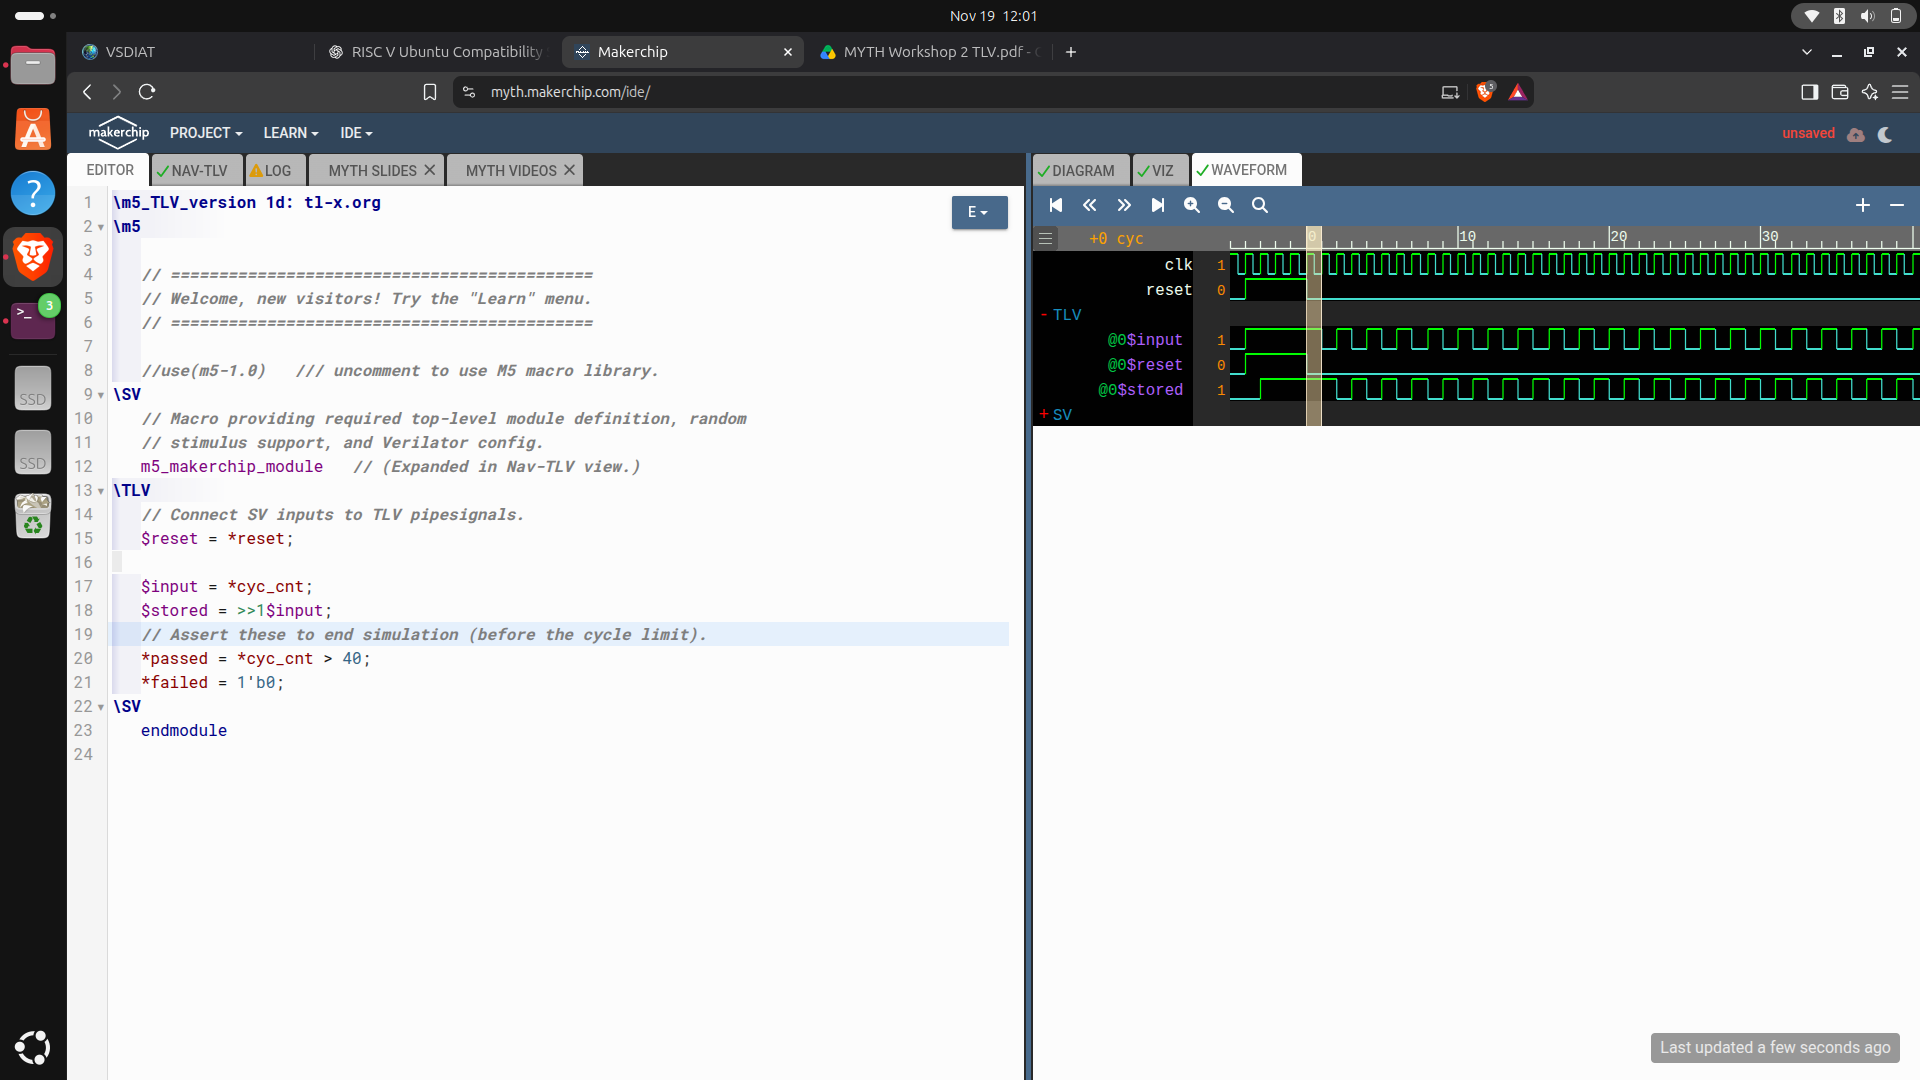 Nov 19 12:01
VSDIAT
RISC V Ubuntu Compatibility
Makerchip
MYTH Workshop 2 TLV.pdf -
myth.makerchip.com/ide/
5
makerchip
PROJECT
LEARN
IDE
unsaved
EDITOR
NAV-TLV
LOG
MYTH SLIDES
MYTH VIDEOS
DIAGRAM
VIZ
WAVEFORM
E
1 \m5_TLV_version 1d: tl-x.org
2 \m5
3
4 // ============================================
5 // Welcome, new visitors! Try the "Learn" menu.
6 // ============================================
7
8 //use(m5-1.0)   /// uncomment to use M5 macro library.
9 \SV
10 // Macro providing required top-level module definition, random
11 // stimulus support, and Verilator config.
12 m5_makerchip_module   // (Expanded in Nav-TLV view.)
13 \TLV
14 // Connect SV inputs to TLV pipesignals.
15 $reset = *reset;
16
17 $input = *cyc_cnt;
18 $stored = >>1$input;
19 // Assert these to end simulation (before the cycle limit).
20 *passed = *cyc_cnt > 40;
21 *failed = 1'b0;
22 \SV
23 endmodule
24
+0 cyc
0 10 20 30
clk 1
reset 0
- TLV
@0$input 1
@0$reset 0
@0$stored 1
+ SV
Last updated a few seconds ago
3
SSD
SSD